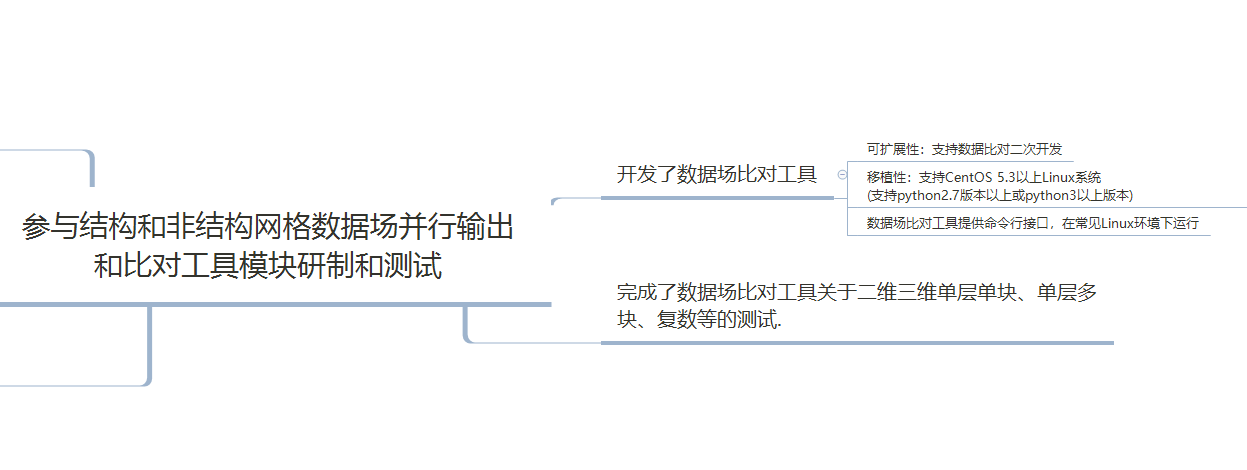 参与结构和非结构网格数据场并行输出
和比对工具模块研制和测试
开发了数据场比对工具
可扩展性：支持数据比对二次开发
移植性：支持CentOS 5.3以上Linux系统
(支持python2.7版本以上或python3以上版本)
数据场比对工具提供命令行接口，在常见Linux环境下运行
完成了数据场比对工具关于二维三维单层单块、单层多
块、复数等的测试.